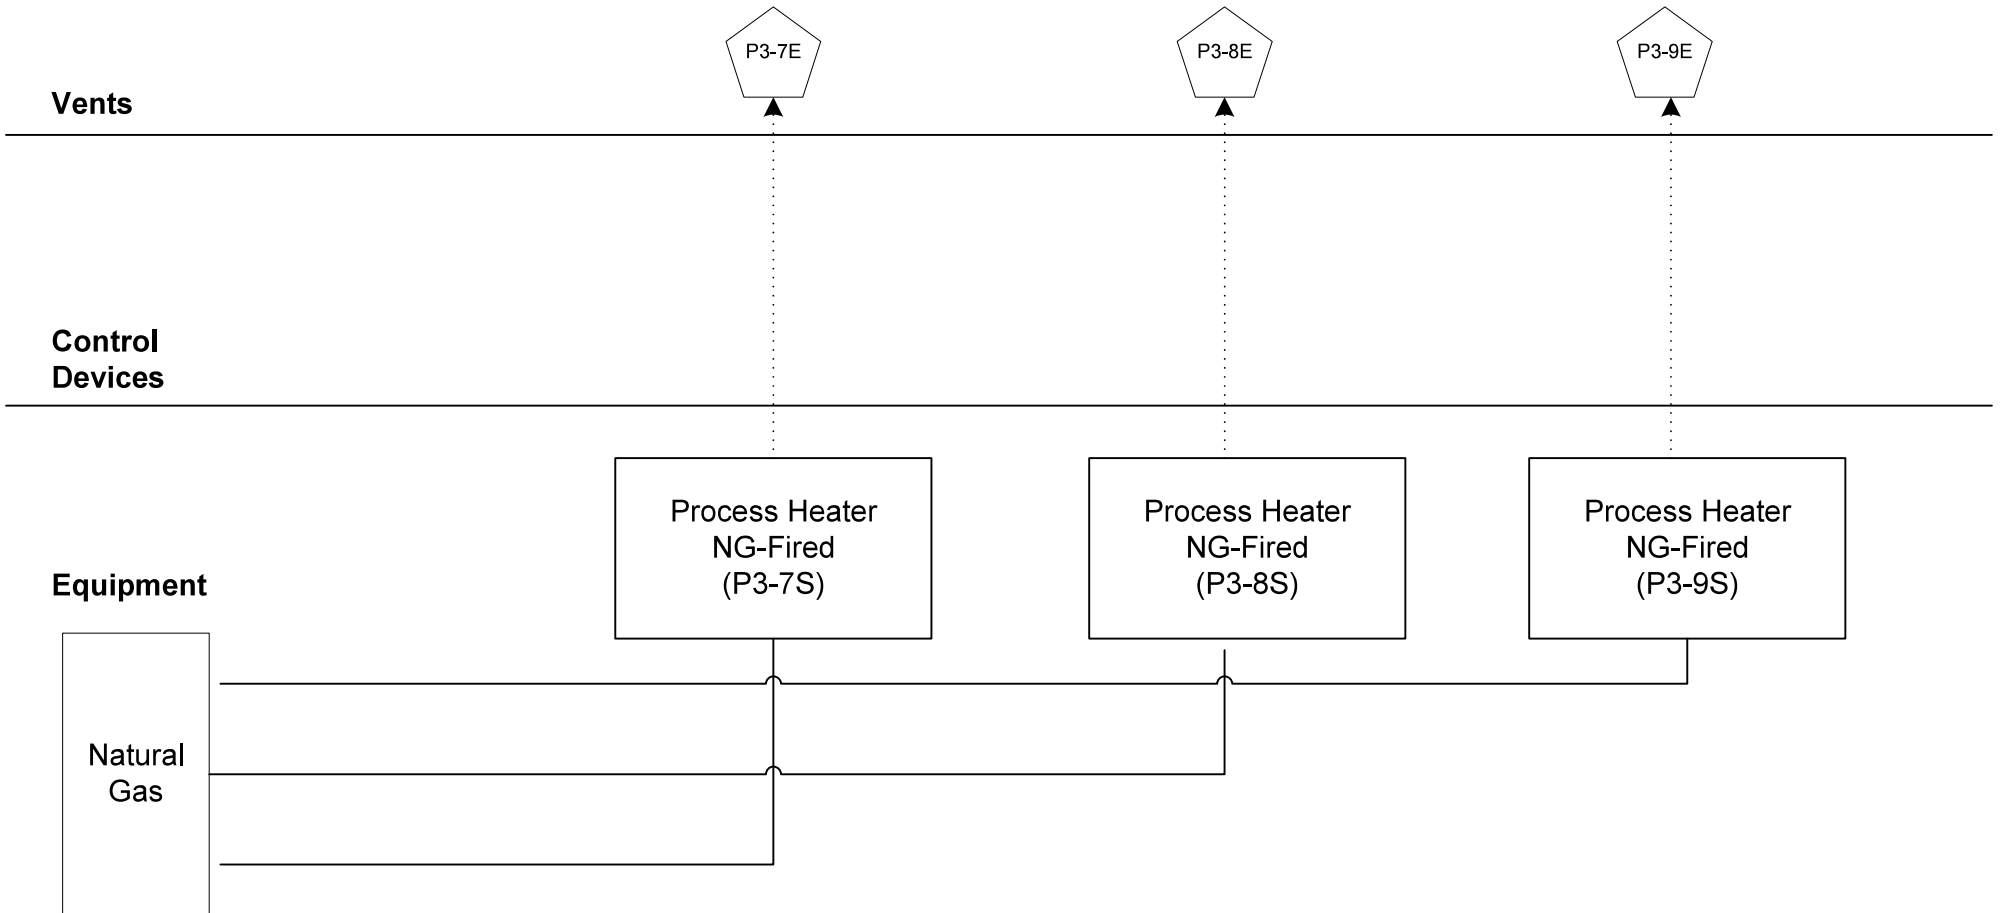 P3-7E
P3-8E
P3-9E
Vents
Control
Devices
Process Heater
NG-Fired
(P3-7S)
Process Heater
NG-Fired
(P3-8S)
Process Heater
NG-Fired
(P3-9S)
Equipment
Natural
Gas